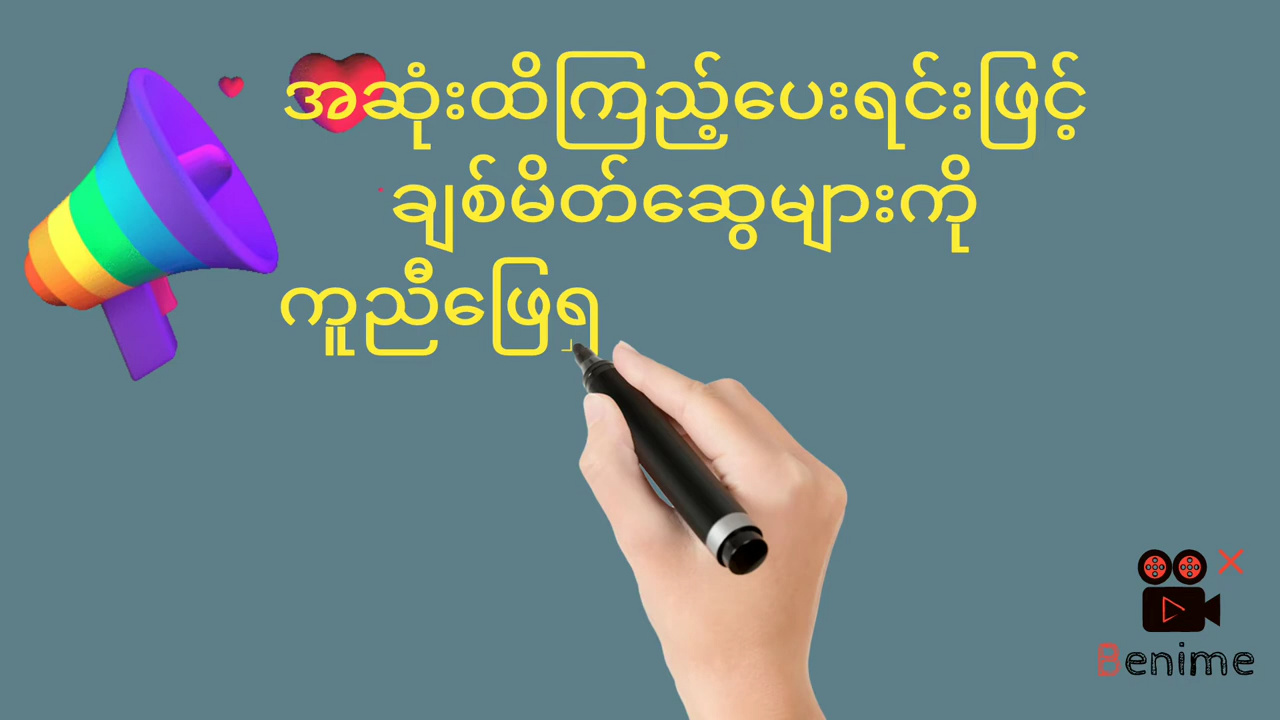 အဆုံးထိကြည့်ပေးရင်းဖြင့်
ချစ်မိတ်ဆွေများကို
ကူညီဖြေရ
Benime